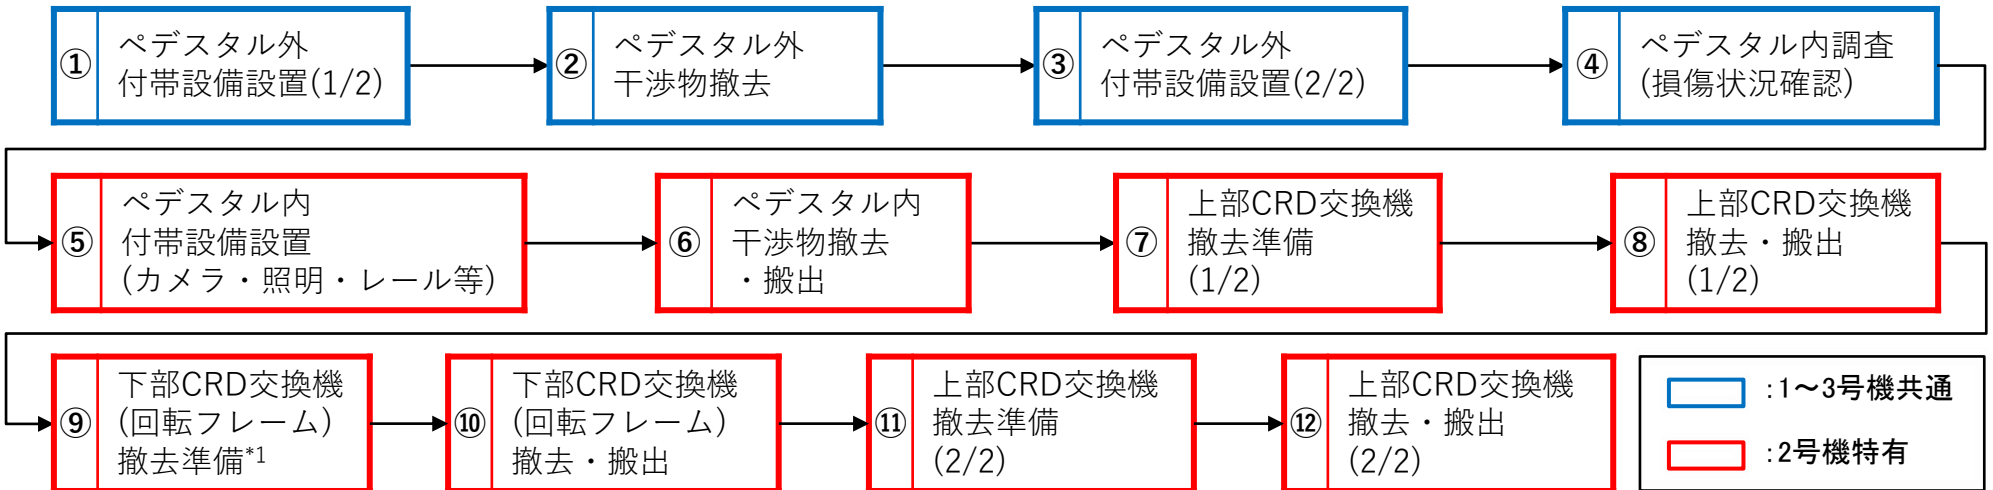 ①
ペデスタル外
付帯設備設置(1/2)
②
ペデスタル外
干渉物撤去
③
ペデスタル外
付帯設備設置(2/2)
④
ペデスタル内調査
(損傷状況確認)
⑤
ペデスタル内
付帯設備設置
(カメラ・照明・レール等)
⑥
ペデスタル内
干渉物撤去
・搬出
⑦
上部CRD交換機
撤去準備
(1/2)
⑧
上部CRD交換機
撤去・搬出
(1/2)
⑨
下部CRD交換機
(回転フレーム)
撤去準備*1
⑩
下部CRD交換機
(回転フレーム)
撤去・搬出
⑪
上部CRD交換機
撤去準備
(2/2)
⑫
上部CRD交換機
撤去・搬出
(2/2)
:1～3号機共通
:2号機特有